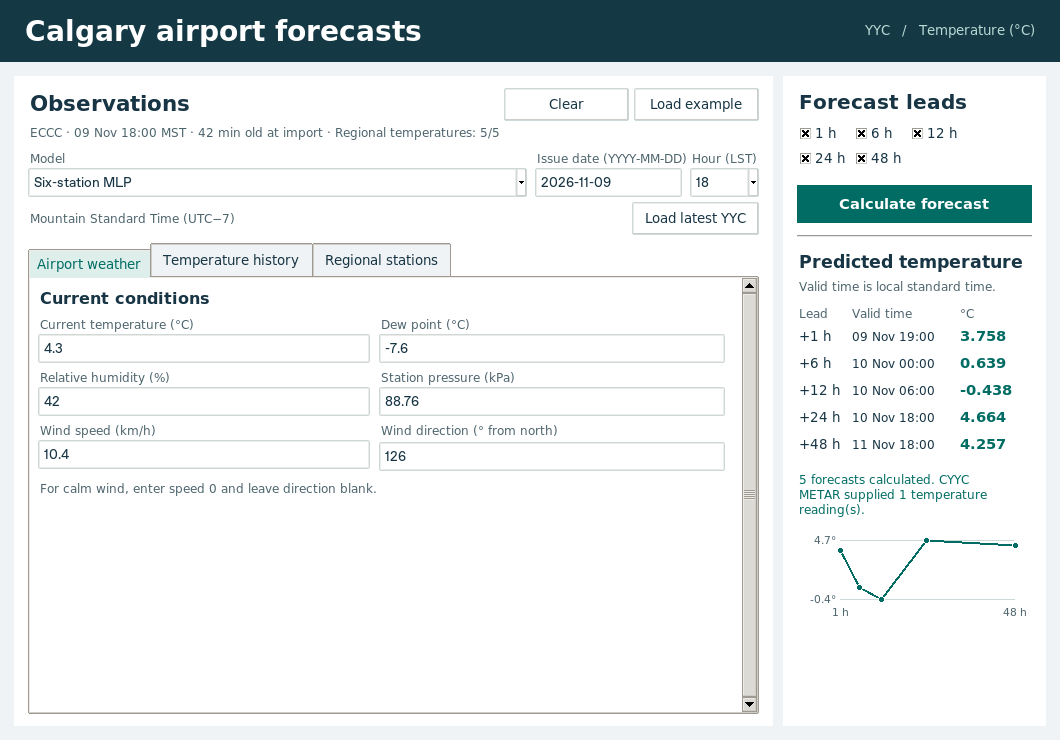 Calgary airport forecasts
YYC / Temperature (°C)
Observations
Clear
Load example
ECCC · 09 Nov 18:00 MST · 42 min old at import · Regional temperatures: 5/5
Model
Issue date (YYYY-MM-DD)
Hour (LST)
Six-station MLP
2026-11-09
18
Mountain Standard Time (UTC−7)
Load latest YYC
Airport weather
Temperature history
Regional stations
Current conditions
Current temperature (°C)
Dew point (°C)
4.3
-7.6
Relative humidity (%)
Station pressure (kPa)
42
88.76
Wind speed (km/h)
Wind direction (° from north)
10.4
126
For calm wind, enter speed 0 and leave direction blank.
Forecast leads
1 h
6 h
12 h
24 h
48 h
Calculate forecast
Predicted temperature
Valid time is local standard time.
Lead Valid time °C
+1 h 09 Nov 19:00 3.758
+6 h 10 Nov 00:00 0.639
+12 h 10 Nov 06:00 -0.438
+24 h 10 Nov 18:00 4.664
+48 h 11 Nov 18:00 4.257
5 forecasts calculated. CYYC
METAR supplied 1 temperature
reading(s).
4.7°
-0.4°
1 h
48 h